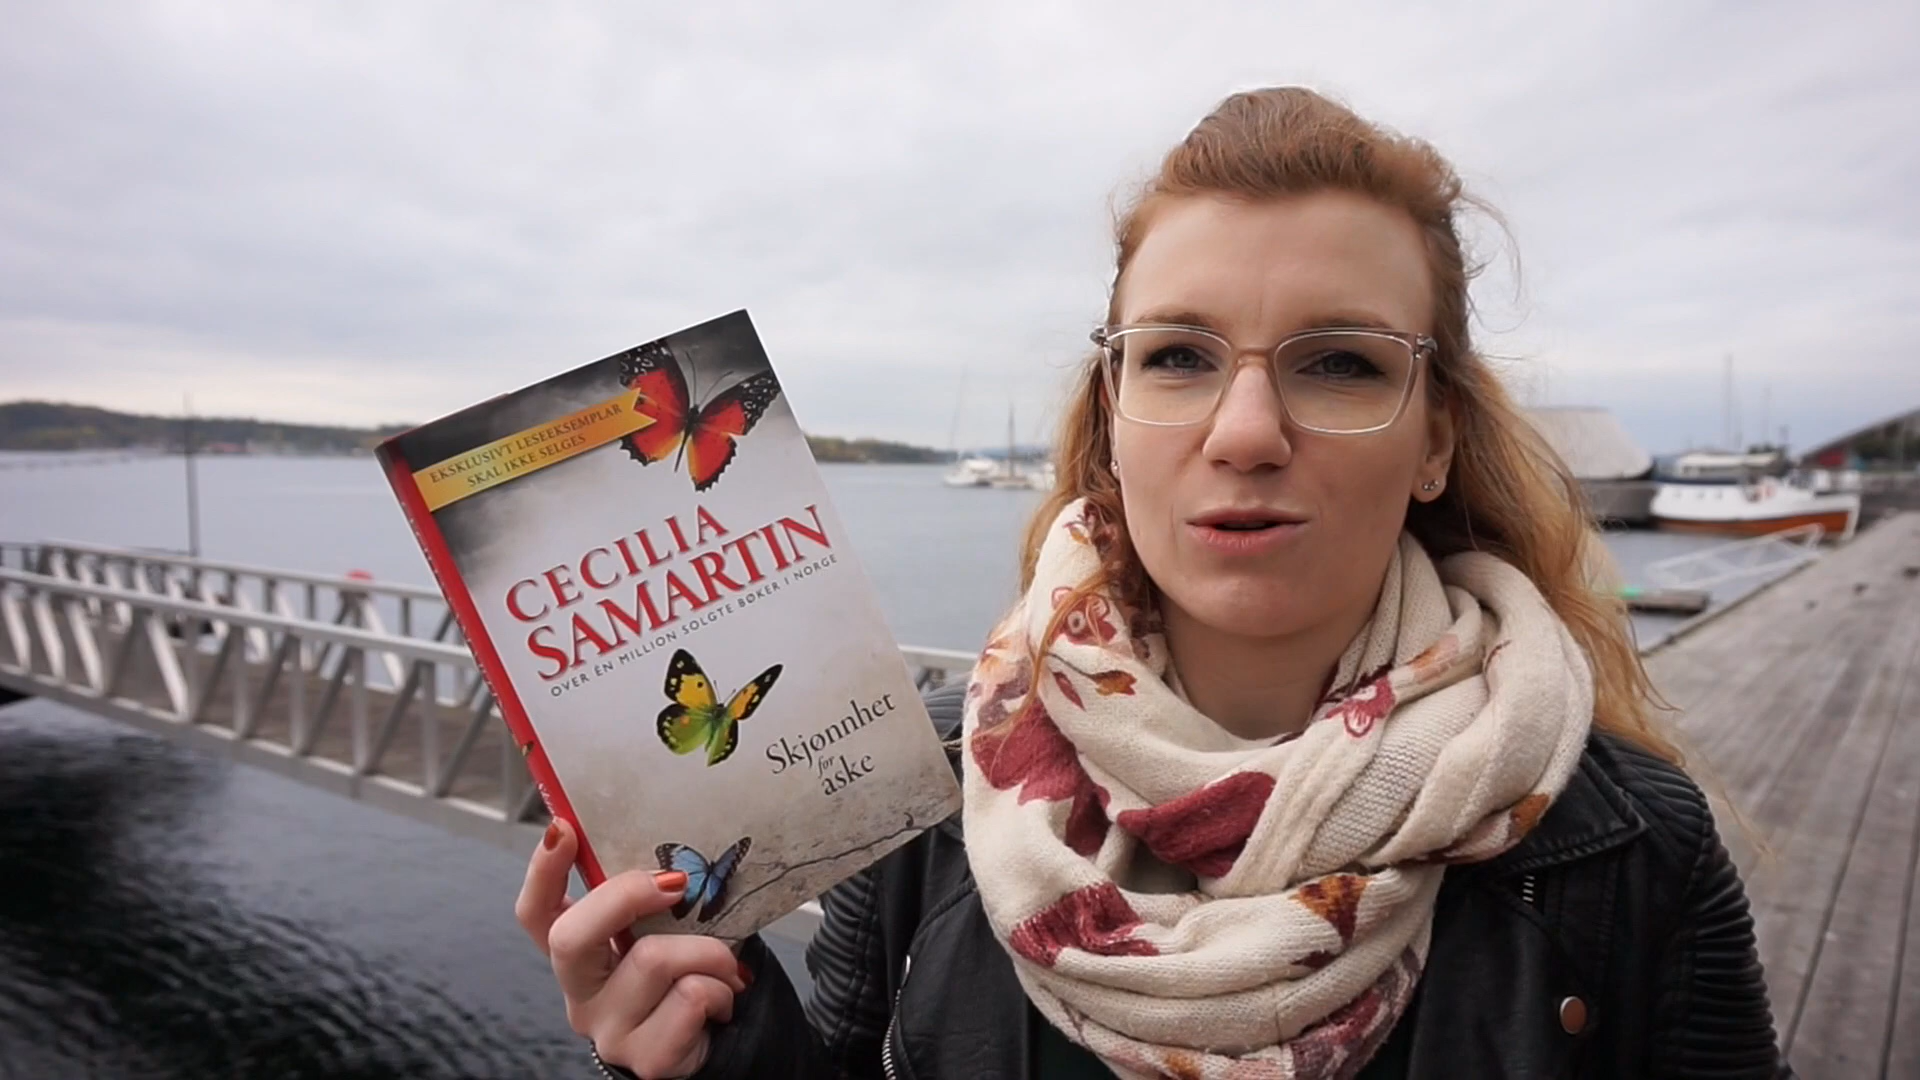 EKSKLUSIVT LESEEKSEMPLAR
SKAL IKKE SELGES
CECILIA
SAMARTIN
OVER ÉN MILLION SOLGTE BØKER I NORGE
Skjønnhet
for
aske